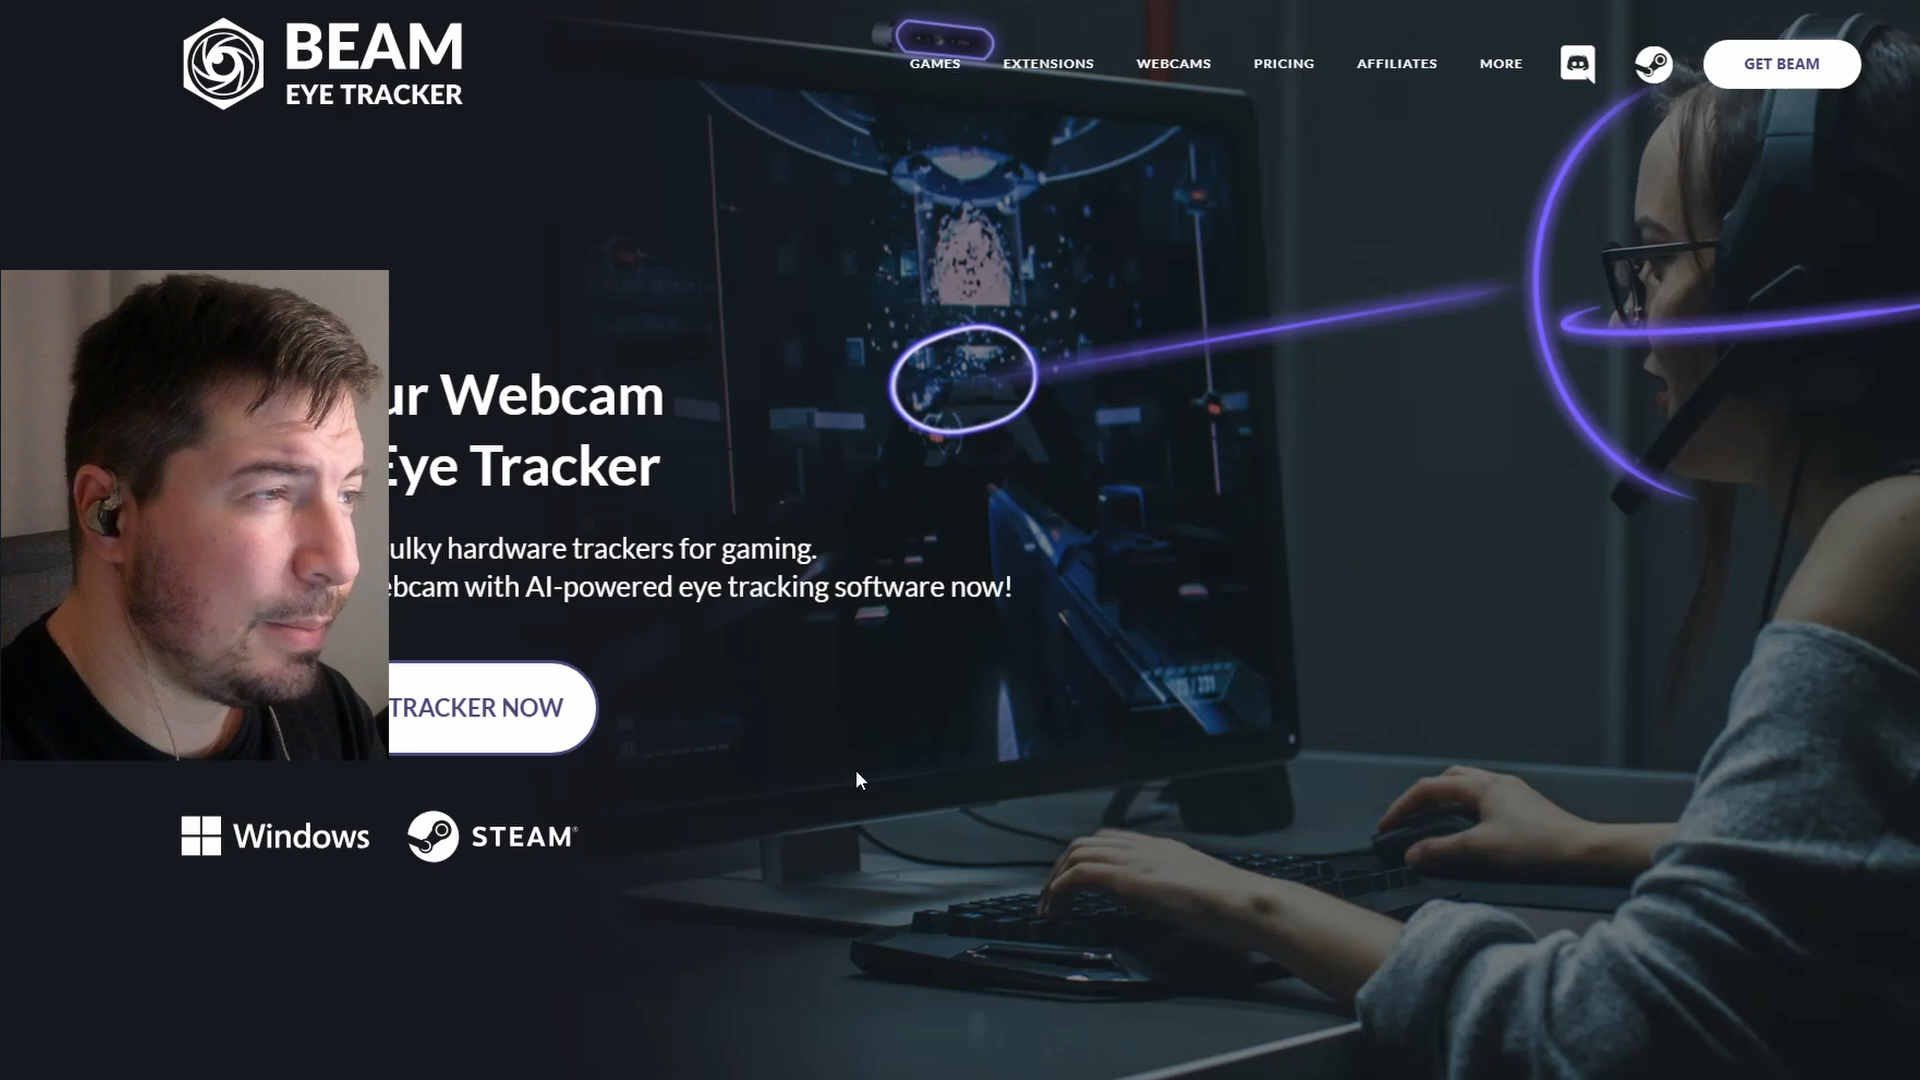 BEAM
EYE TRACKER
GAMES EXTENSIONS WEBCAMS PRICING AFFILIATES MORE GET BEAM
ur Webcam
Eye Tracker
ulky hardware trackers for gaming.
ebcam with AI-powered eye tracking software now!
TRACKER NOW
Windows STEAM®